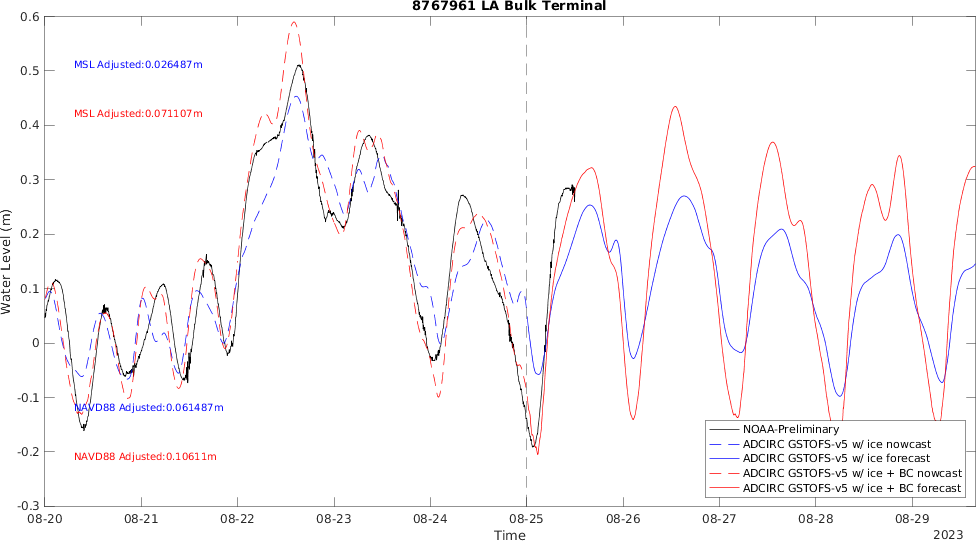 8767961 LA Bulk Terminal
0.6
0.5
0.4
0.3
0.2
0.1
0
-0.1
-0.2
-0.3
Water Level (m)
MSL Adjusted:0.026487m
MSL Adjusted:0.071107m
NAVD88 Adjusted:0.061487m
NAVD88 Adjusted:0.10611m
NOAA-Preliminary
ADCIRC GSTOFS-v5 w/ ice nowcast
ADCIRC GSTOFS-v5 w/ ice forecast
ADCIRC GSTOFS-v5 w/ ice + BC nowcast
ADCIRC GSTOFS-v5 w/ ice + BC forecast
08-20 08-21 08-22 08-23 08-24 08-25 08-26 08-27 08-28 08-29
Time
2023